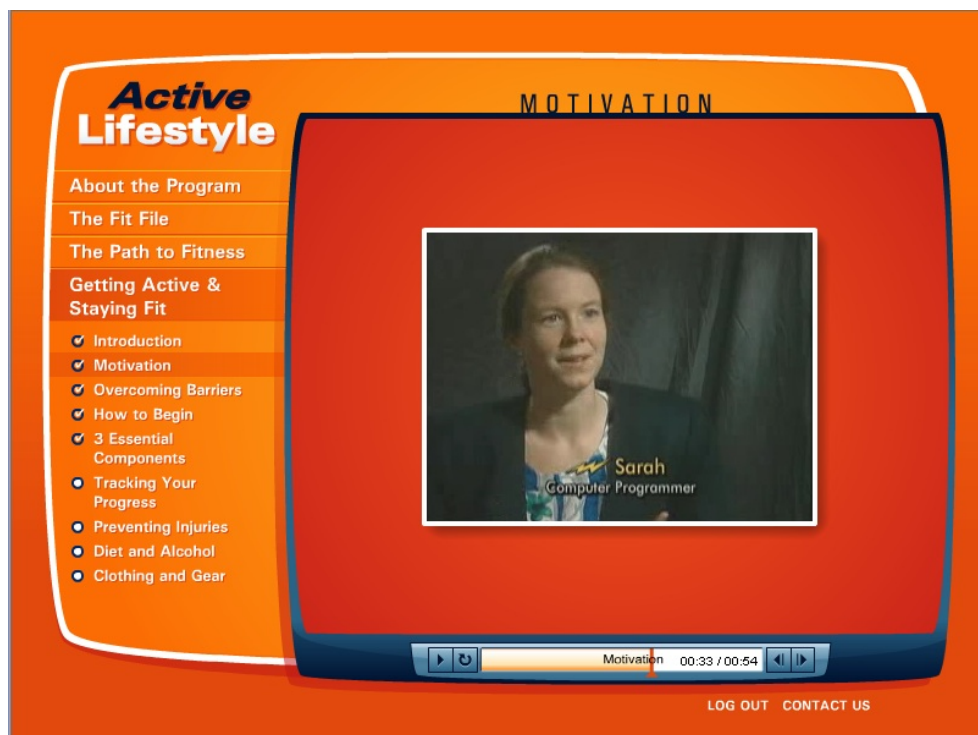 Active
Lifestyle
MOTIVATION
About the Program
The Fit File
The Path to Fitness
Getting Active &
Staying Fit
Introduction
Motivation
Overcoming Barriers
How to Begin
3 Essential
Components
Tracking Your
Progress
Preventing Injuries
Diet and Alcohol
Clothing and Gear
Sarah
Computer Programmer
Motivation 00:33 / 00:54
LOG OUT CONTACT US